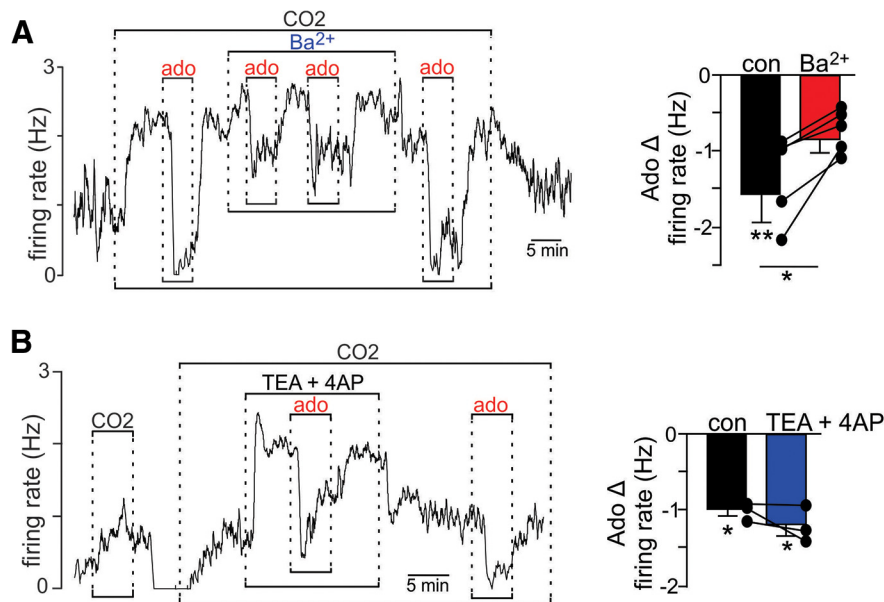 A
CO2
Ba2+
ado
ado
ado
ado
3
0
firing rate (Hz)
5 min
con
Ba2+
0
-1
-2
Ado Δ
firing rate (Hz)
**
*
B
CO2
TEA + 4AP
CO2
ado
ado
3
0
firing rate (Hz)
5 min
con
TEA + 4AP
0
-1
-2
Ado Δ
firing rate (Hz)
*
*